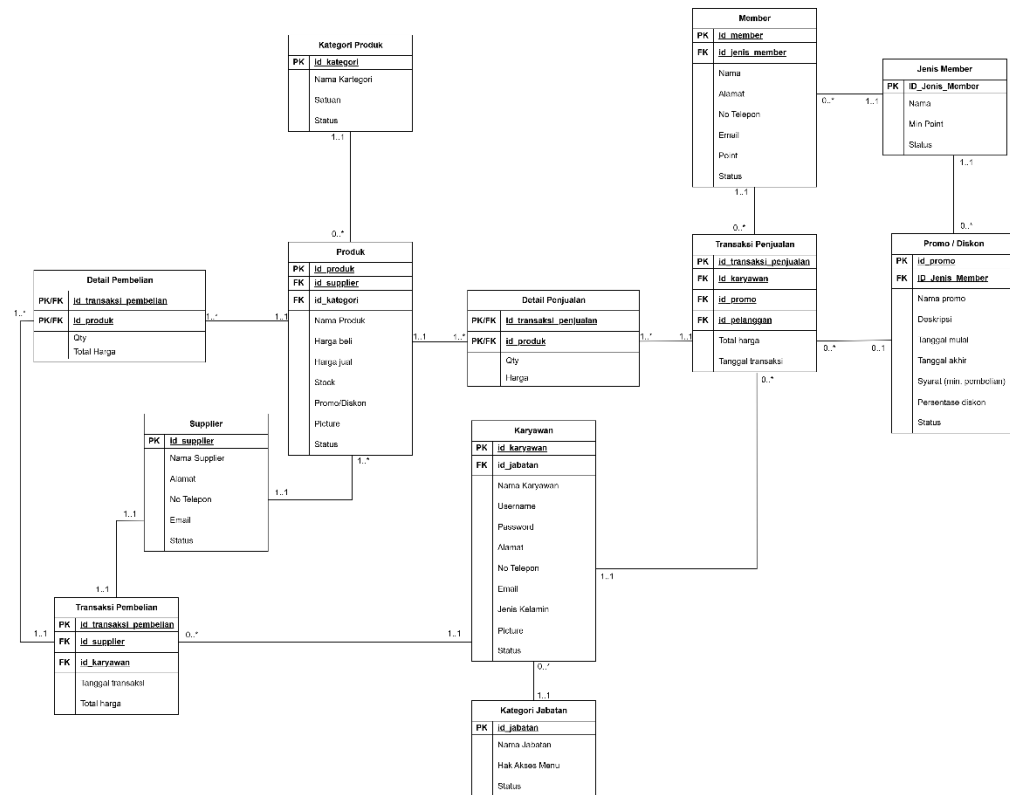 Member
PK id_member
FK id_jenis_member
Nama
Alamat
No Telepon
Email
Point
Status
Kategori Produk
PK id_kategori
Nama Kartegori
Satuan
Status
Jenis Member
PK ID_Jenis_Member
Nama
Min Point
Status
0..*
1..1
1..1
1..1
1..1
0..*
0..*
0..*
Produk
PK id_produk
FK id_supplier
FK id_kategori
Nama Produk
Harga beli
Harga jual
Stock
Promo/Diskon
Picture
Status
Transaksi Penjualan
PK id_transaksi_penjualan
FK id_karyawan
FK id_promo
FK id_pelanggan
Total harga
Tanggal transaksi
Promo / Diskon
PK id_promo
FK ID_Jenis_Member
Nama promo
Deskripsi
Tanggal mulai
Tanggal akhir
Syarat (min. pembelian)
Persentase diskon
Status
Detail Pembelian
PK/FK id_transaksi_pembelian
PK/FK id_produk
Qty
Total Harga
1..*
1..*
1..1
Detail Penjualan
PK/FK id_transaksi_penjualan
PK/FK id_produk
Qty
Harga
1..1
1..*
1..*
1..1
0..*
0..1
0..*
Supplier
PK id_supplier
Nama Supplier
Alamat
No Telepon
Email
Status
1..*
1..1
1..1
1..1
Karyawan
PK id_karyawan
FK id_jabatan
Nama Karyawan
Username
Password
Alamat
No Telepon
Email
Jenis Kelamin
Picture
Status
1..1
Transaksi Pembelian
PK id_transaksi_pembelian
FK id_supplier
FK id_karyawan
Tanggal transaksi
Total harga
1..1
0..*
1..1
0..*
1..1
Kategori Jabatan
PK id_jabatan
Nama Jabatan
Hak Akses Menu
Status